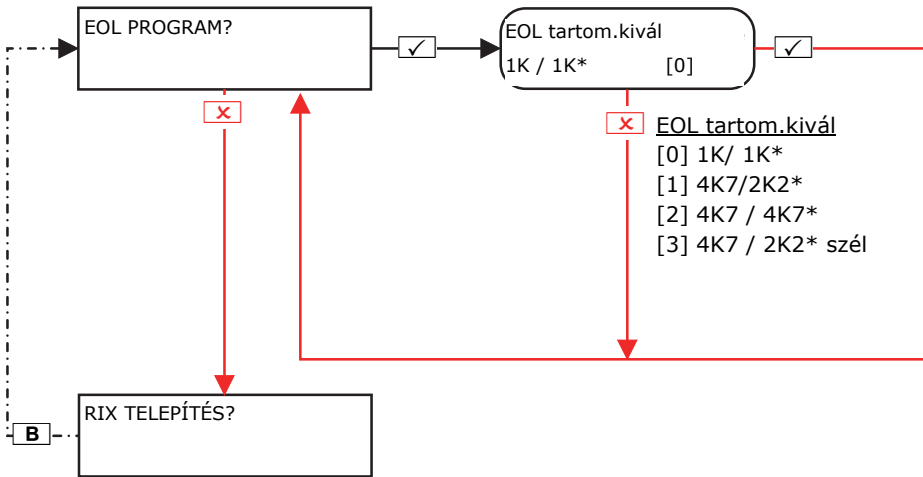 EOL PROGRAM?
EOL tartom.kivál
1K / 1K* [0]
EOL tartom.kivál
[0] 1K/ 1K*
[1] 4K7/2K2*
[2] 4K7 / 4K7*
[3] 4K7 / 2K2* szél
RIX TELEPÍTÉS?
B